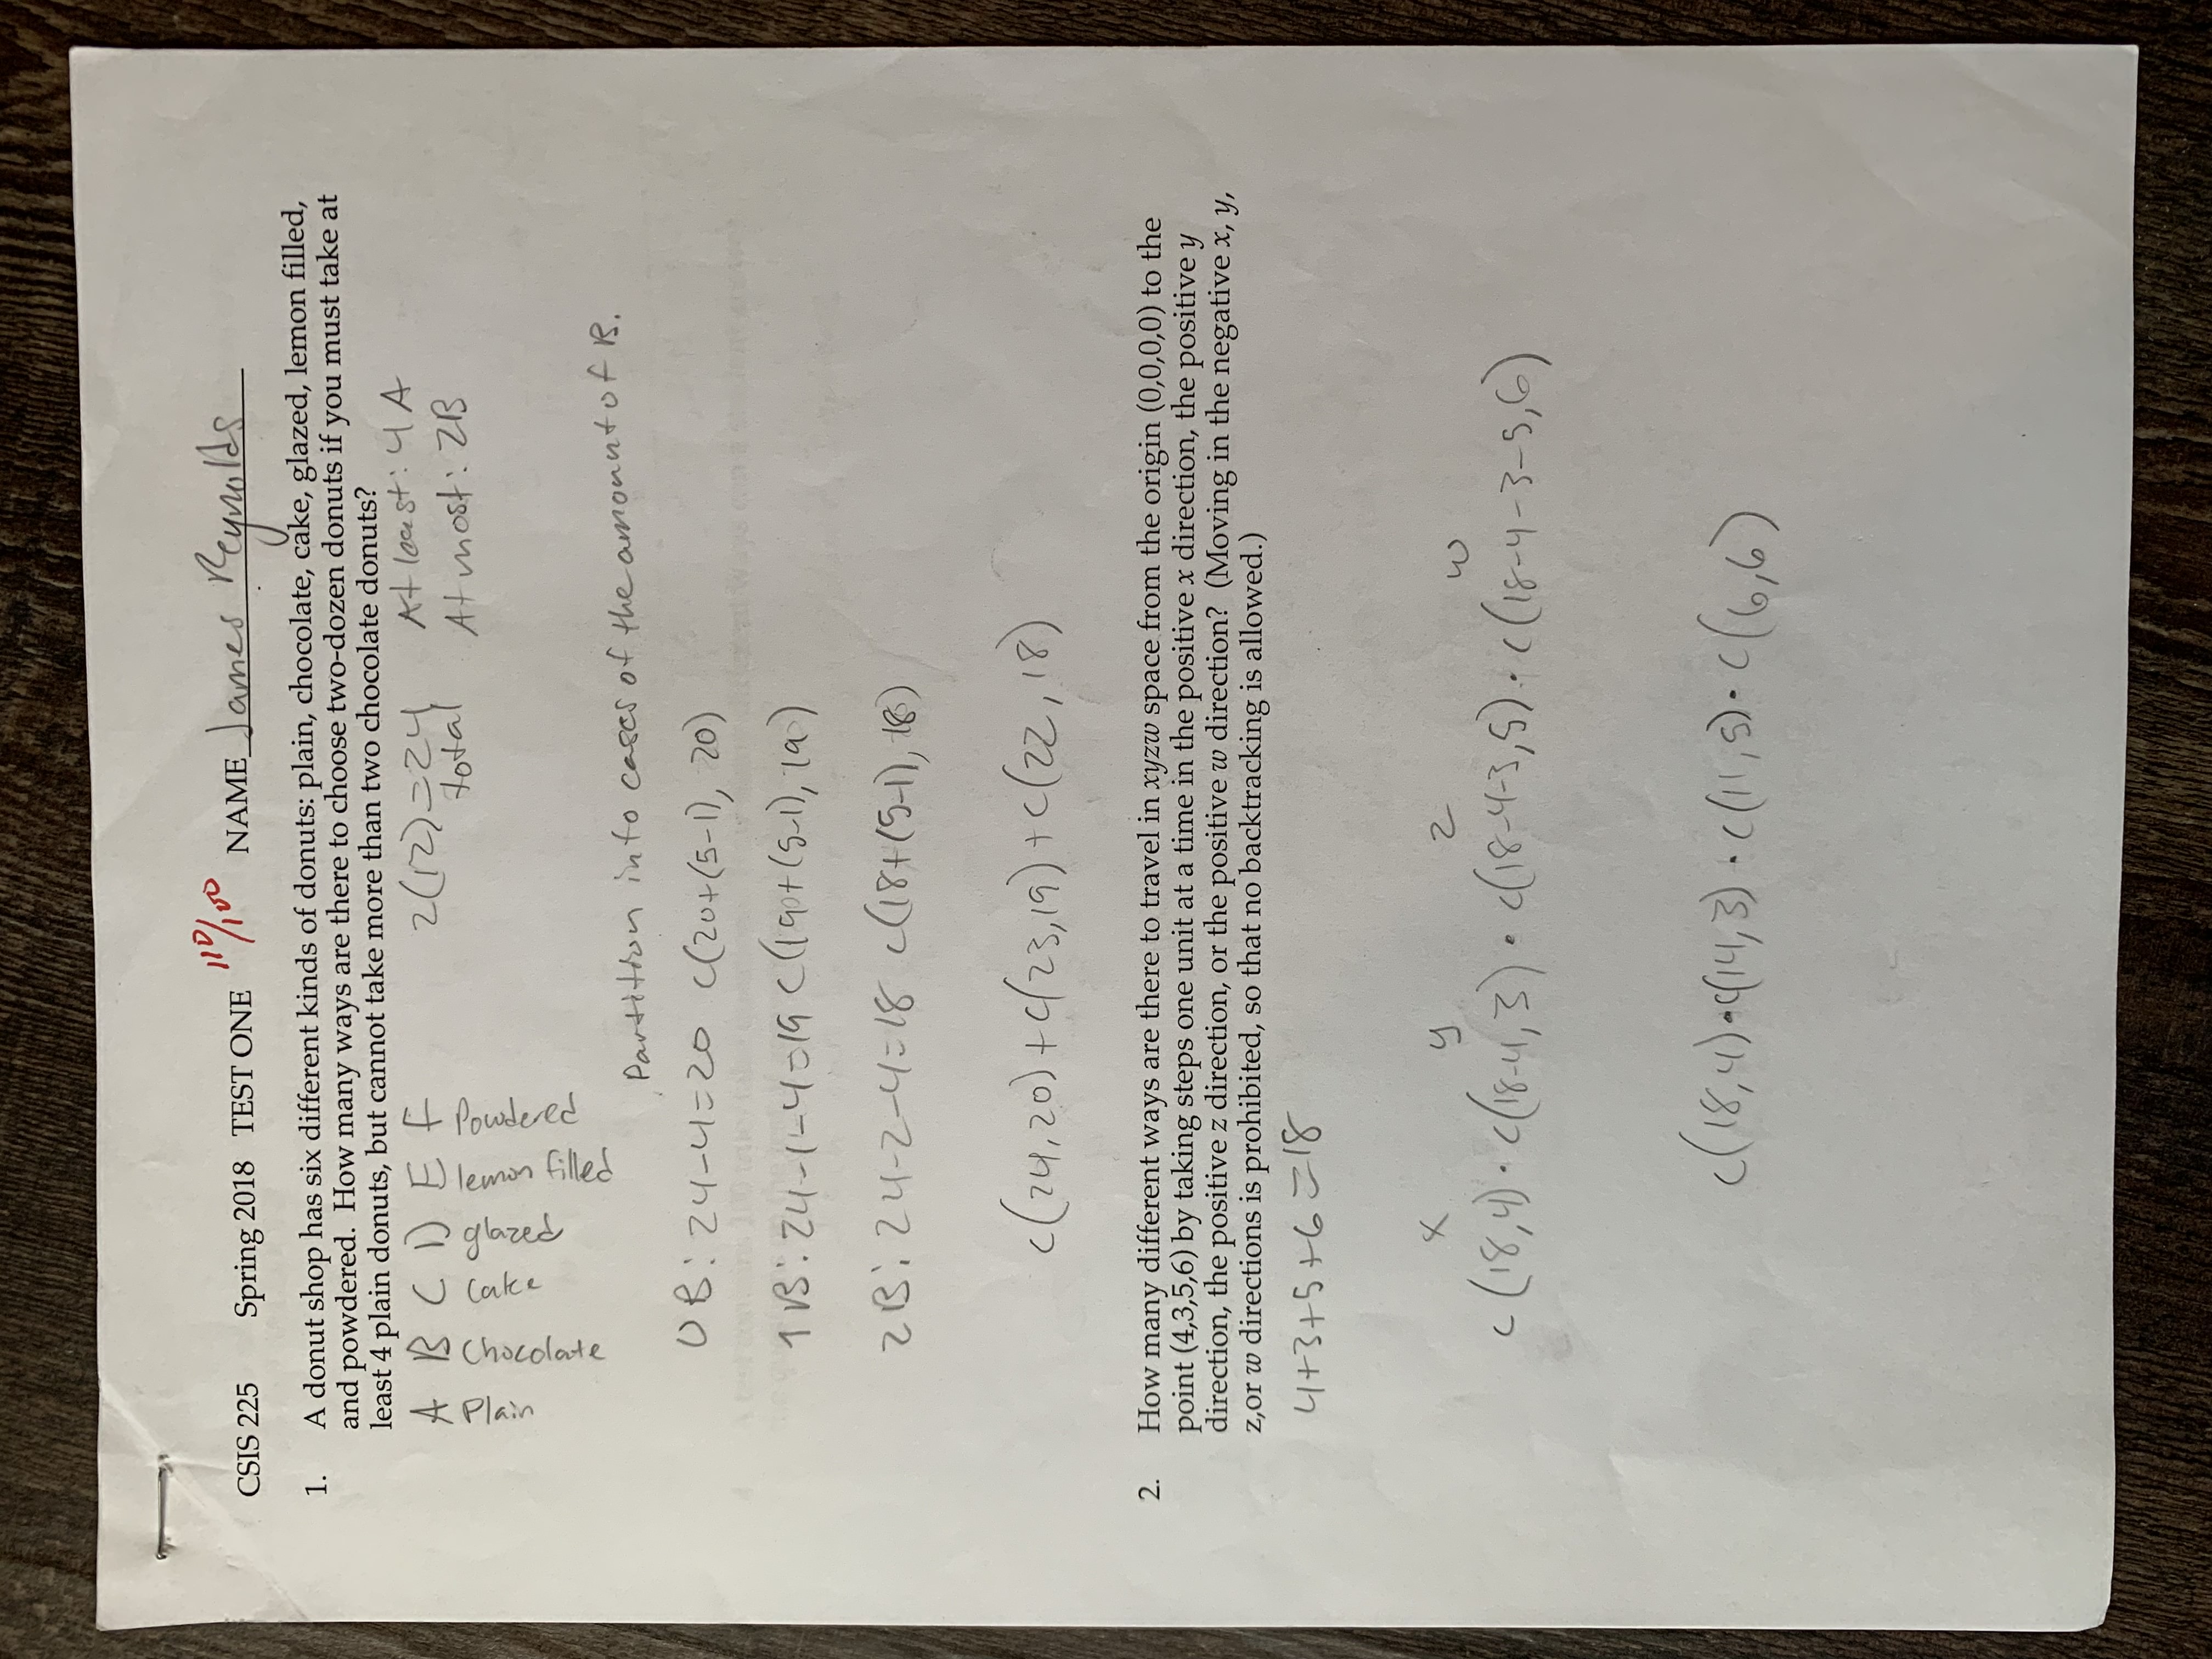 CSIS 225 Spring 2018 TEST ONE 110/100 NAME James Reynolds
1. A donut shop has six different kinds of donuts: plain, chocolate, cake, glazed, lemon filled,
and powdered. How many ways are there to choose two-dozen donuts if you must take at
least 4 plain donuts, but cannot take more than two chocolate donuts?
A B C D E F
Plain
Chocolate
Cake
glazed
lemon filled
Powdered
2(12)=24
total
At least: 4A
At most: 2B
Partition into cases of the amount of B.
0B: 24-4=20 C(20+(5-1), 20)
1B: 24-1-4=19 C(19+(5-1), 19)
2B: 24-2-4=18 C(18+(5-1), 18)
C(24,20)+C(23,19)+C(22,18)
2. How many different ways are there to travel in xyzw space from the origin (0,0,0,0) to the
point (4,3,5,6) by taking steps one unit at a time in the positive x direction, the positive y
direction, the positive z direction, or the positive w direction? (Moving in the negative x, y,
z,or w directions is prohibited, so that no backtracking is allowed.)
4+3+5+6=18
x y z w
C(18,4)·C(18-4,3)·C(18-4-3,5)·C(18-4-3-5,6)
C(18,4)·C(14,3)·C(11,5)·C(6,6)